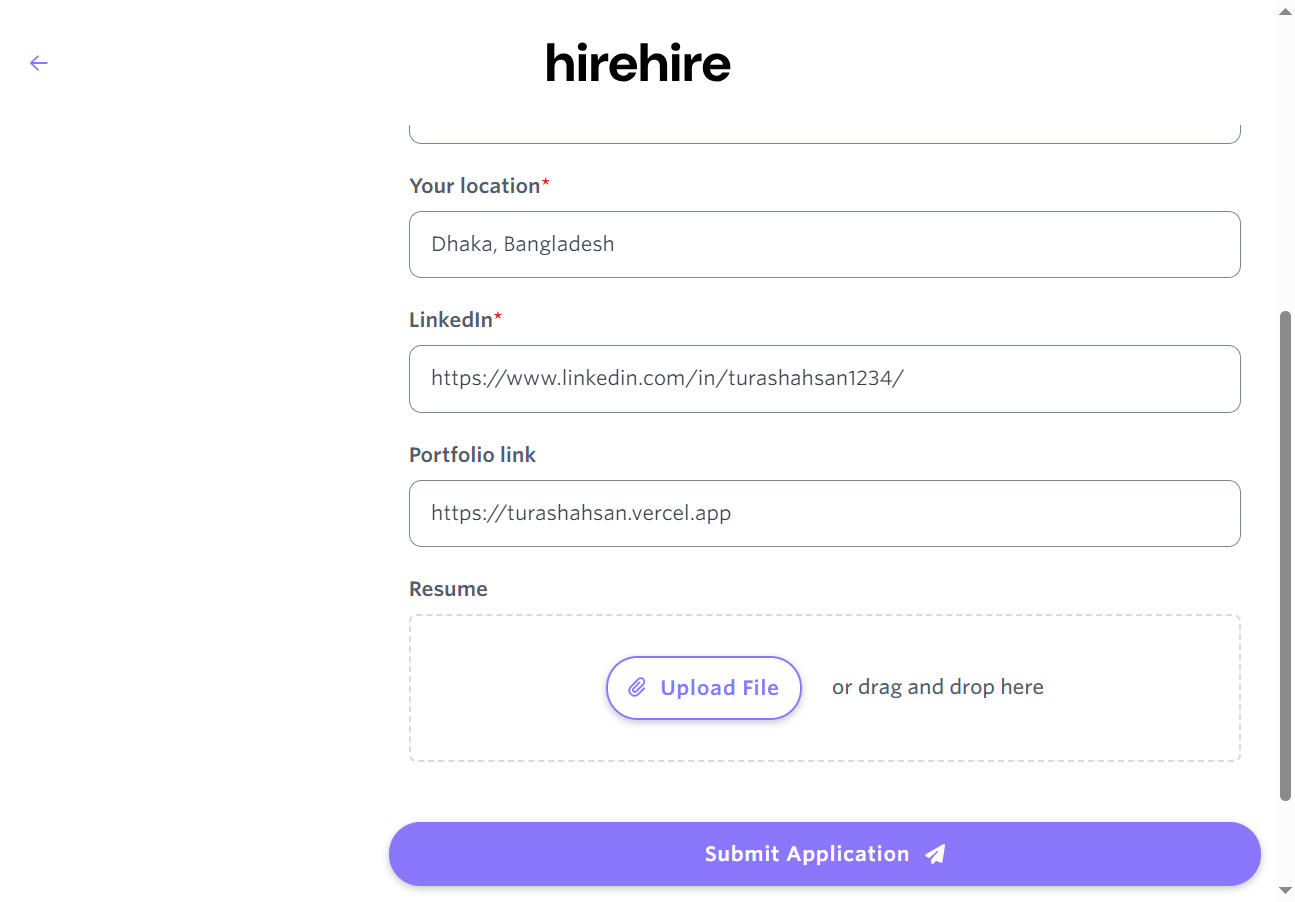 hirehire
Your location*
Dhaka, Bangladesh
LinkedIn*
https://www.linkedin.com/in/turashahsan1234/
Portfolio link
https://turashahsan.vercel.app
Resume
Upload File or drag and drop here
Submit Application